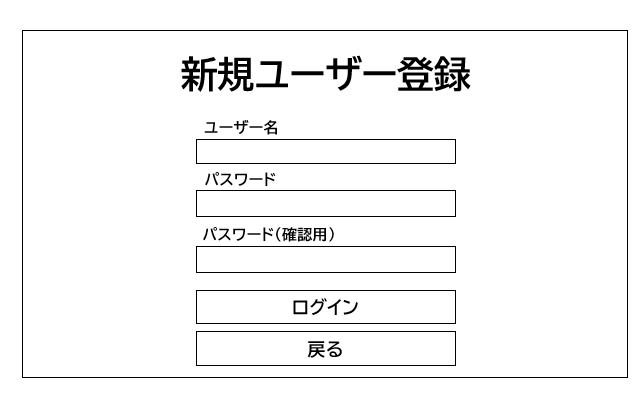 新規ユーザー登録
ユーザー名
パスワード
パスワード(確認用)
ログイン
戻る